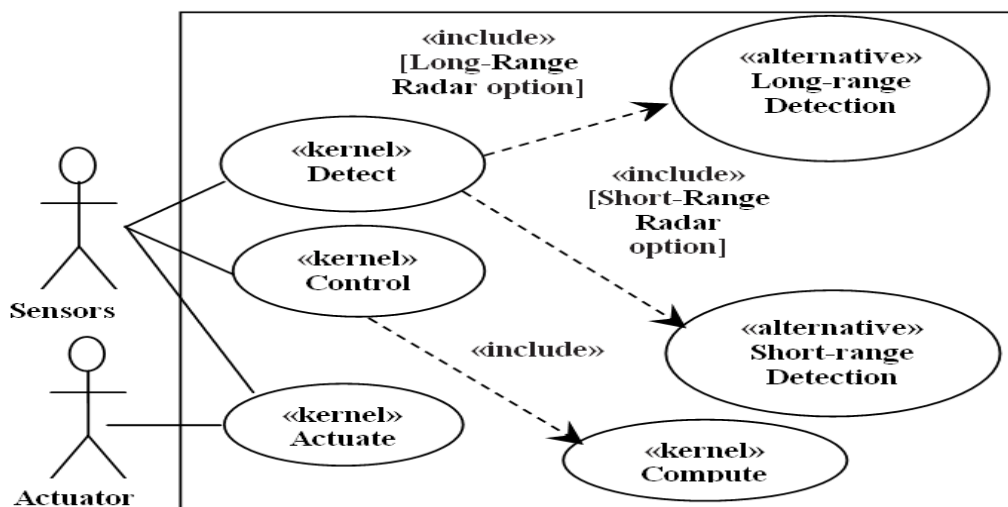 «include»
[Long-Range
Radar option]
«alternative»
Long-range
Detection
«kernel»
Detect
«include»
[Short-Range
Radar
option]
«kernel»
Control
Sensors
«alternative»
Short-range
Detection
«include»
«kernel»
Actuate
«kernel»
Compute
Actuator